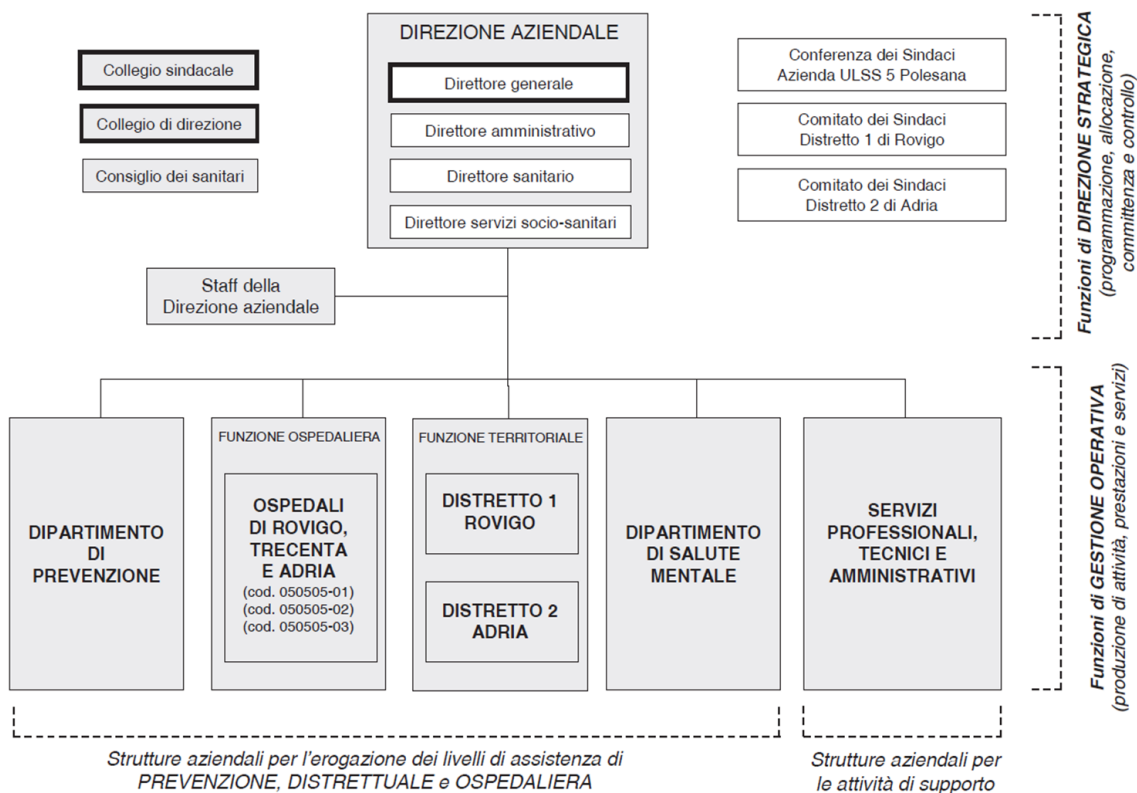 DIREZIONE AZIENDALE
Direttore generale
Direttore amministrativo
Direttore sanitario
Direttore servizi socio-sanitari
Collegio sindacale
Collegio di direzione
Consiglio dei sanitari
Conferenza dei Sindaci
Azienda ULSS 5 Polesana
Comitato dei Sindaci
Distretto 1 di Rovigo
Comitato dei Sindaci
Distretto 2 di Adria
Funzioni di DIREZIONE STRATEGICA
(programmazione, allocazione,
committenza e controllo)
Staff della
Direzione aziendale
DIPARTIMENTO
DI
PREVENZIONE
FUNZIONE OSPEDALIERA
OSPEDALI
DI ROVIGO,
TRECENTA
E ADRIA
(cod. 050505-01)
(cod. 050505-02)
(cod. 050505-03)
FUNZIONE TERRITORIALE
DISTRETTO 1
ROVIGO
DISTRETTO 2
ADRIA
DIPARTIMENTO
DI SALUTE
MENTALE
SERVIZI
PROFESSIONALI,
TECNICI E
AMMINISTRATIVI
Funzioni di GESTIONE OPERATIVA
(produzione di attività, prestazioni e servizi)
Strutture aziendali per l'erogazione dei livelli di assistenza di
PREVENZIONE, DISTRETTUALE e OSPEDALIERA
Strutture aziendali per
le attività di supporto